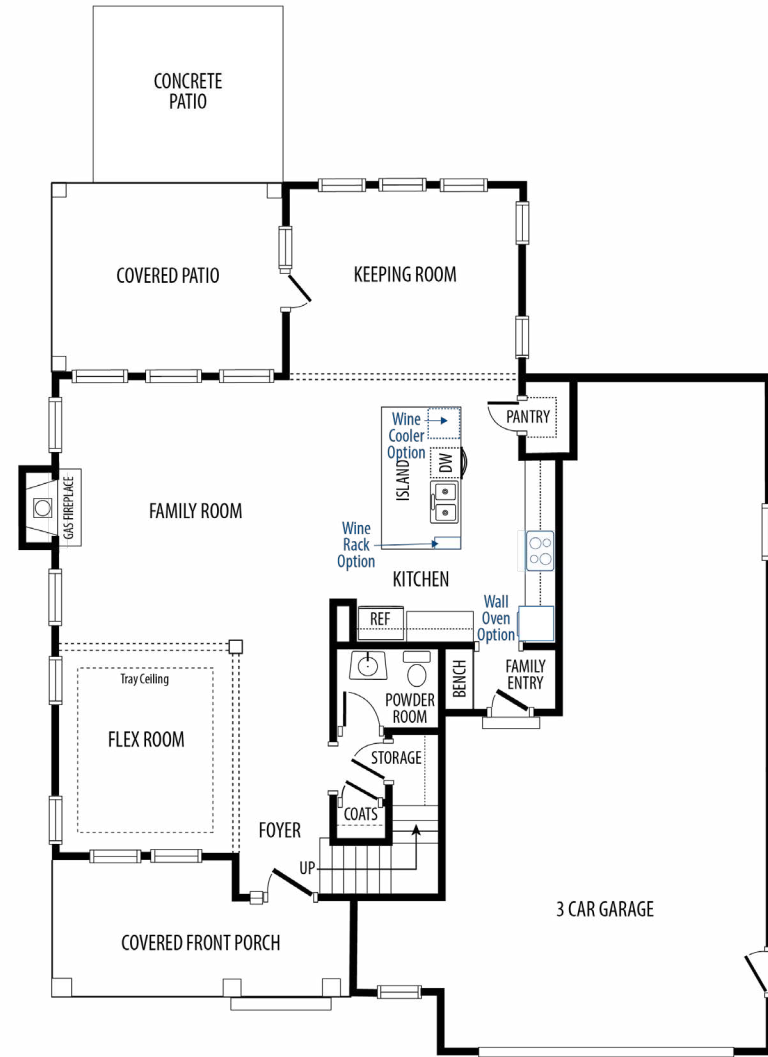 CONCRETE
PATIO
COVERED PATIO
KEEPING ROOM
PANTRY
Wine
Cooler
Option
ISLAND
DW
GAS FIREPLACE
FAMILY ROOM
Wine
Rack
Option
KITCHEN
REF
Wall
Oven
Option
BENCH
FAMILY
ENTRY
POWDER
ROOM
Tray Ceiling
FLEX ROOM
STORAGE
COATS
FOYER
UP
3 CAR GARAGE
COVERED FRONT PORCH